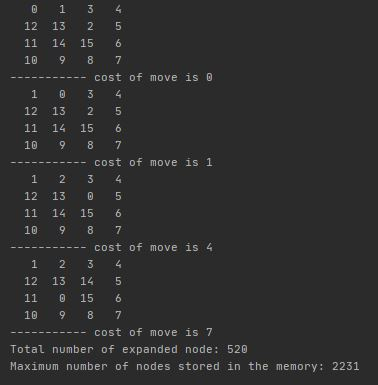 0 1 3 4
12 13 2 5
11 14 15 6
10 9 8 7
----------- cost of move is 0
1 0 3 4
12 13 2 5
11 14 15 6
10 9 8 7
----------- cost of move is 1
1 2 3 4
12 13 0 5
11 14 15 6
10 9 8 7
----------- cost of move is 4
1 2 3 4
12 13 14 5
11 0 15 6
10 9 8 7
----------- cost of move is 7
Total number of expanded node: 520
Maximum number of nodes stored in the memory: 2231